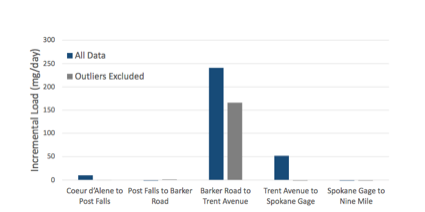 Incremental Load (mg/day)
300
250
200
150
100
50
0
All Data
Outliers Excluded
Coeur d'Alene to
Post Falls
Post Falls to Barker
Road
Barker Road to
Trent Avenue
Trent Avenue to
Spokane Gage
Spokane Gage to
Nine Mile